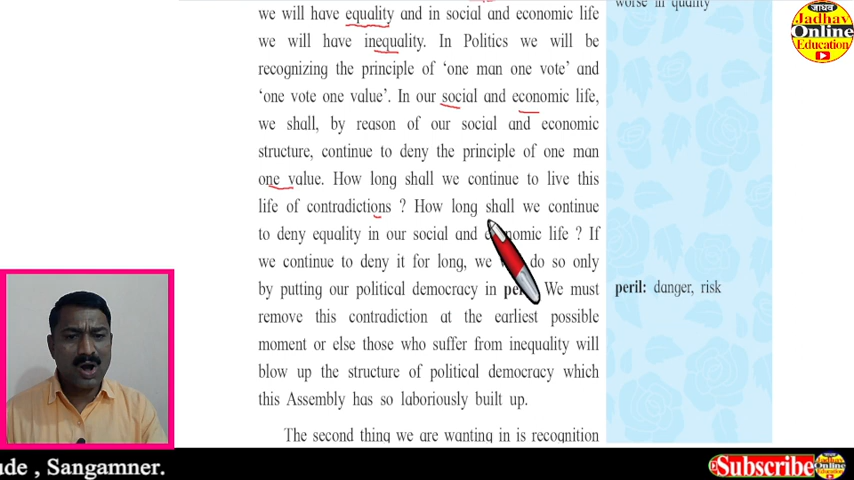 we will have equality and in social and economic life
we will have inequality. In Politics we will be
recognizing the principle of ‘one man one vote’ and
‘one vote one value’. In our social and economic life,
we shall, by reason of our social and economic
structure, continue to deny the principle of one man
one value. How long shall we continue to live this
life of contradictions ? How long shall we continue
to deny equality in our social and economic life ? If
we continue to deny it for long, we do so only
by putting our political democracy in We must
remove this contradiction at the earliest possible
moment or else those who suffer from inequality will
blow up the structure of political democracy which
this Assembly has so laboriously built up.
The second thing we are wanting in is recognition
worse in quality
peril: danger, risk
जाधव
Jadhav
Online
Education
ude , Sangamner.
Subscribe